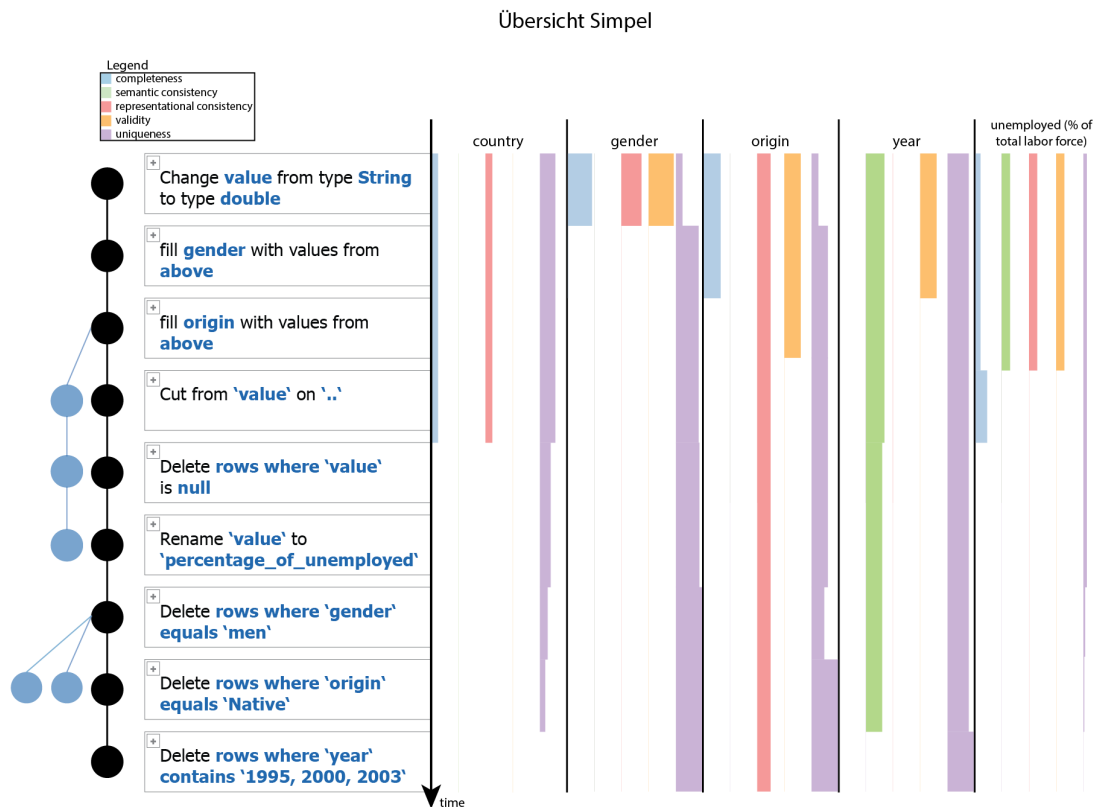 Übersicht Simpel
Legend
completeness
semantic consistency
representational consistency
validity
uniqueness
country
gender
origin
year
unemployed (% of
total labor force)
+
Change value from type String
to type double
+
fill gender with values from
above
+
fill origin with values from
above
+
Cut from ‘value‘ on ‘..‘
+
Delete rows where ‘value‘
is null
+
Rename ‘value‘ to
‘percentage_of_unemployed‘
+
Delete rows where ‘gender‘
equals ‘men‘
+
Delete rows where ‘origin‘
equals ‘Native‘
+
Delete rows where ‘year‘
contains ‘1995, 2000, 2003‘
time